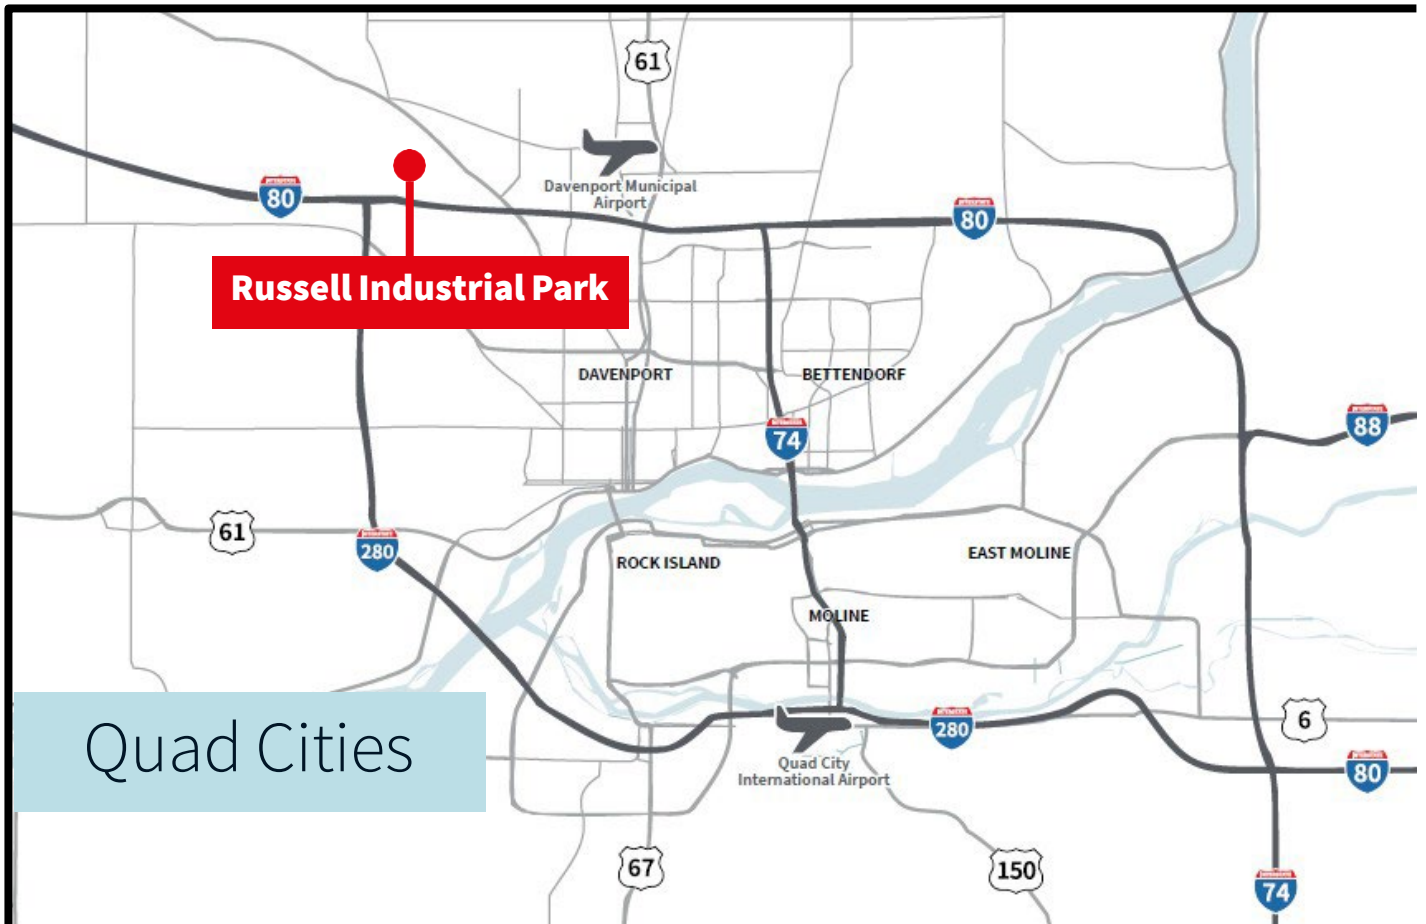 61
Davenport Municipal
Airport
80
80
Russell Industrial Park
DAVENPORT
BETTENDORF
74
88
61
280
ROCK ISLAND
EAST MOLINE
MOLINE
Quad Cities
280
6
Quad City
International Airport
80
67
150
74